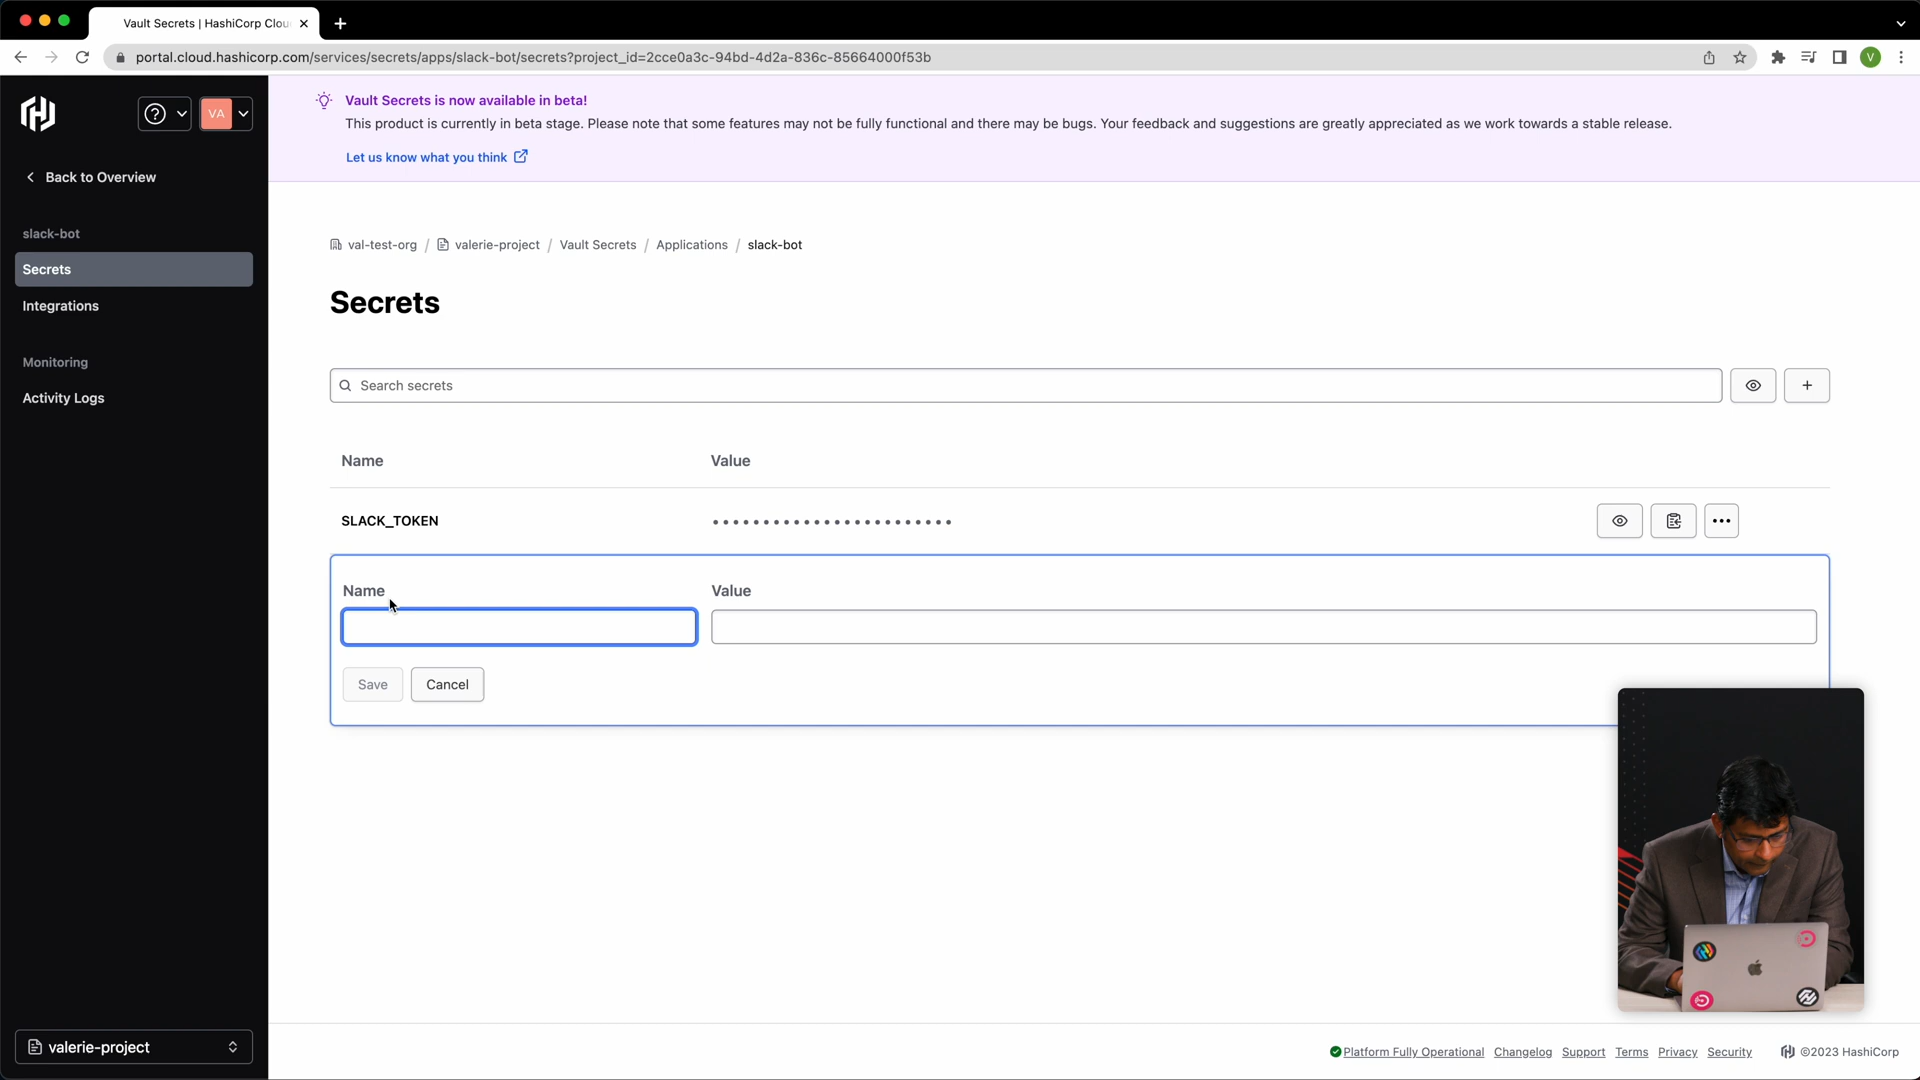 Vault Secrets | HashiCorp Clou
portal.cloud.hashicorp.com/services/secrets/apps/slack-bot/secrets?project_id=2cce0a3c-94bd-4d2a-836c-85664000f53b
V
VA
Vault Secrets is now available in beta!
This product is currently in beta stage. Please note that some features may not be fully functional and there may be bugs. Your feedback and suggestions are greatly appreciated as we work towards a stable release.
Let us know what you think
Back to Overview
slack-bot
Secrets
Integrations
Monitoring
Activity Logs
val-test-org / valerie-project / Vault Secrets / Applications / slack-bot
Secrets
Search secrets
Name Value
SLACK_TOKEN
Name Value
Save Cancel
valerie-project
Platform Fully Operational Changelog Support Terms Privacy Security ©2023 HashiCorp